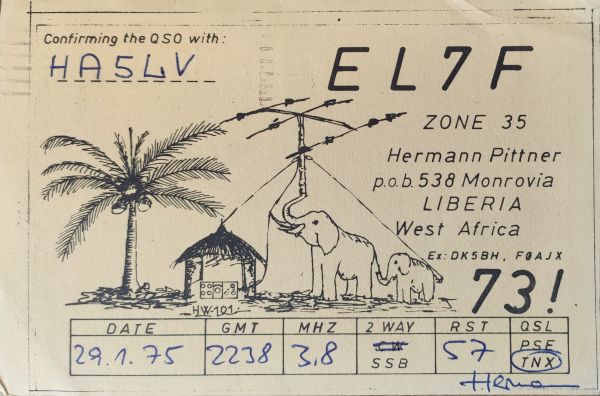 Confirming the QSO with:
HA5LV
EL7F
ZONE 35
Hermann Pittner
p.o.b. 538 Monrovia
LIBERIA
West Africa
Ex: DK5BH, F0AJX
73!
HW-101
DATE GMT MHZ 2 WAY RST QSL
29.1.75 2238 3,8 CW SSB 57 PSE TNX